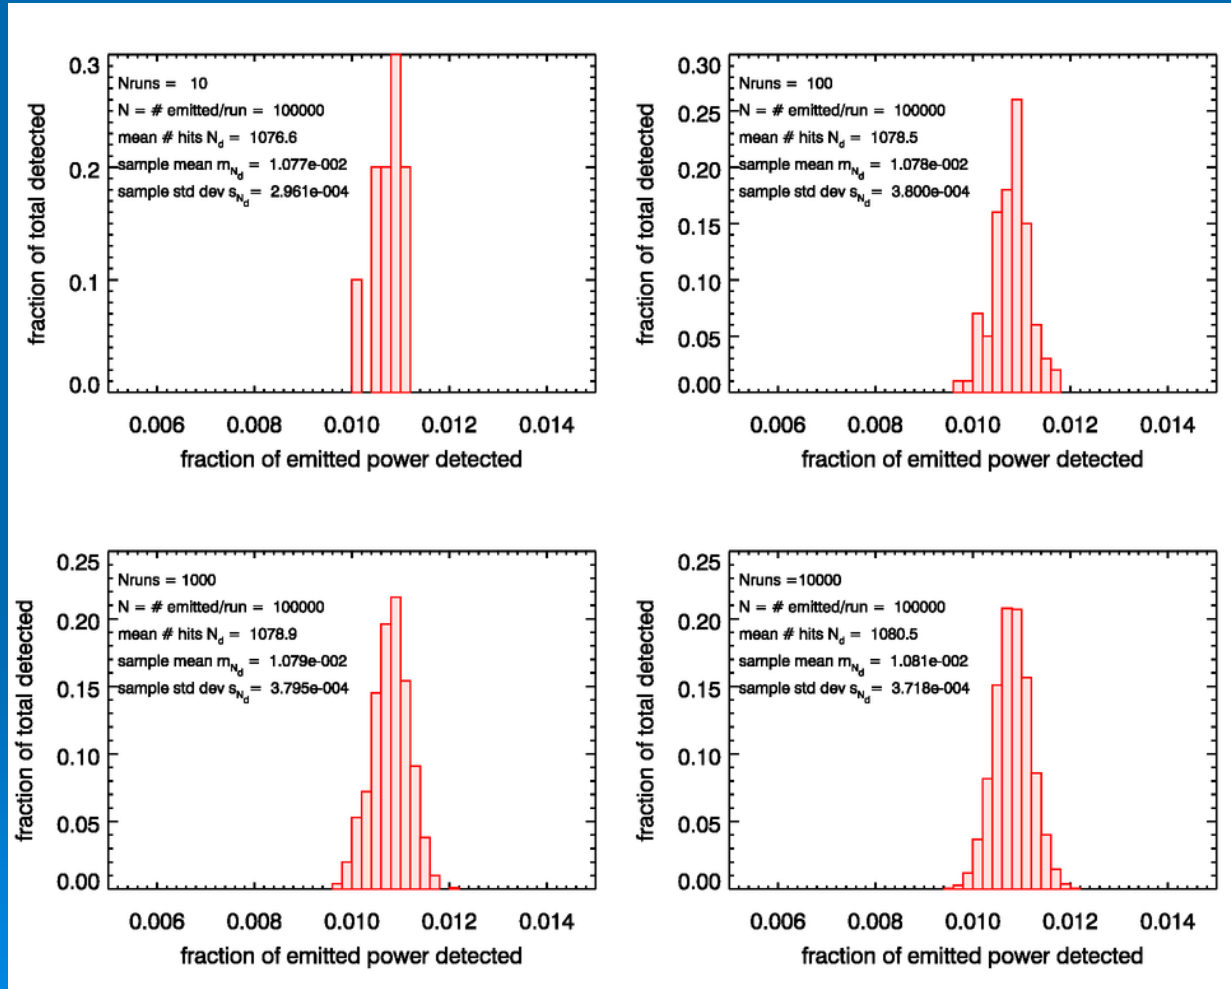 fraction of total detected
0.3
0.2
0.1
0.0
Nruns = 10
N = # emitted/run = 100000
mean # hits N_d = 1076.6
sample mean m_N_d = 1.077e-002
sample std dev s_N_d = 2.961e-004
0.006 0.008 0.010 0.012 0.014
fraction of emitted power detected
fraction of total detected
0.30
0.25
0.20
0.15
0.10
0.05
0.00
Nruns = 100
N = # emitted/run = 100000
mean # hits N_d = 1078.5
sample mean m_N_d = 1.078e-002
sample std dev s_N_d = 3.800e-004
0.006 0.008 0.010 0.012 0.014
fraction of emitted power detected
fraction of total detected
0.25
0.20
0.15
0.10
0.05
0.00
Nruns = 1000
N = # emitted/run = 100000
mean # hits N_d = 1078.9
sample mean m_N_d = 1.079e-002
sample std dev s_N_d = 3.795e-004
0.006 0.008 0.010 0.012 0.014
fraction of emitted power detected
fraction of total detected
0.25
0.20
0.15
0.10
0.05
0.00
Nruns =10000
N = # emitted/run = 100000
mean # hits N_d = 1080.5
sample mean m_N_d = 1.081e-002
sample std dev s_N_d = 3.718e-004
0.006 0.008 0.010 0.012 0.014
fraction of emitted power detected